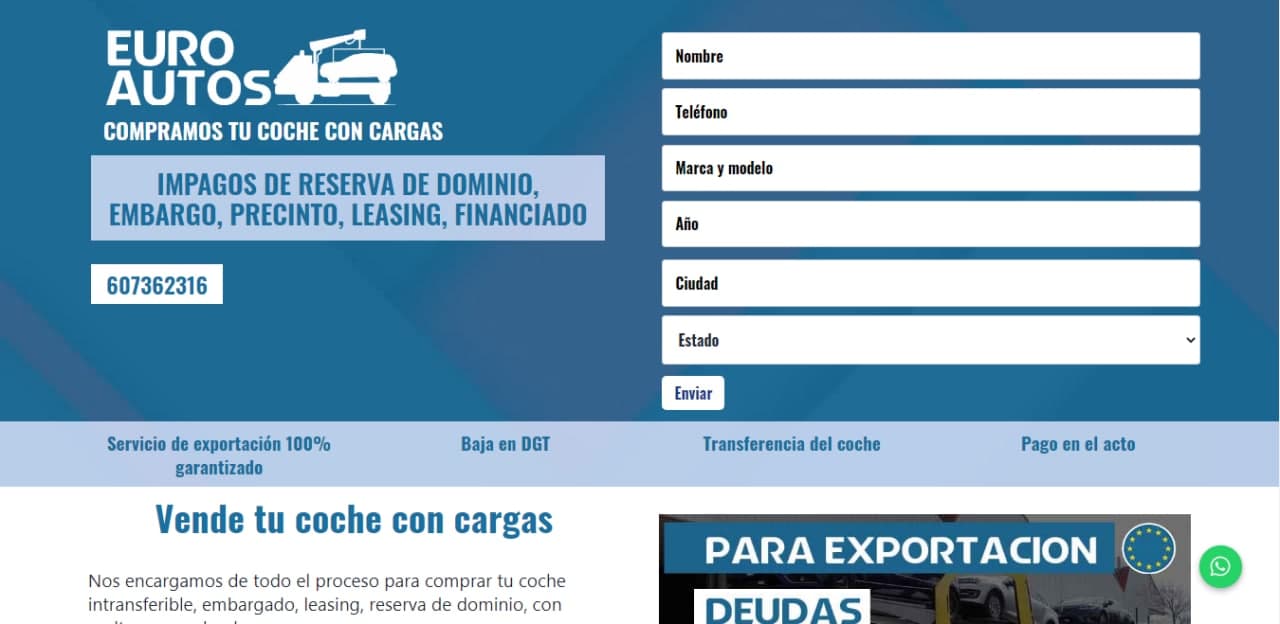 EURO
AUTOS
COMPRAMOS TU COCHE CON CARGAS
IMPAGOS DE RESERVA DE DOMINIO,
EMBARGO, PRECINTO, LEASING, FINANCIADO
607362316
Nombre
Teléfono
Marca y modelo
Año
Ciudad
Estado
Enviar
Servicio de exportación 100%
garantizado
Baja en DGT
Transferencia del coche
Pago en el acto
Vende tu coche con cargas
Nos encargamos de todo el proceso para comprar tu coche
intransferible, embargado, leasing, reserva de dominio, con
PARA EXPORTACION
DEUDAS